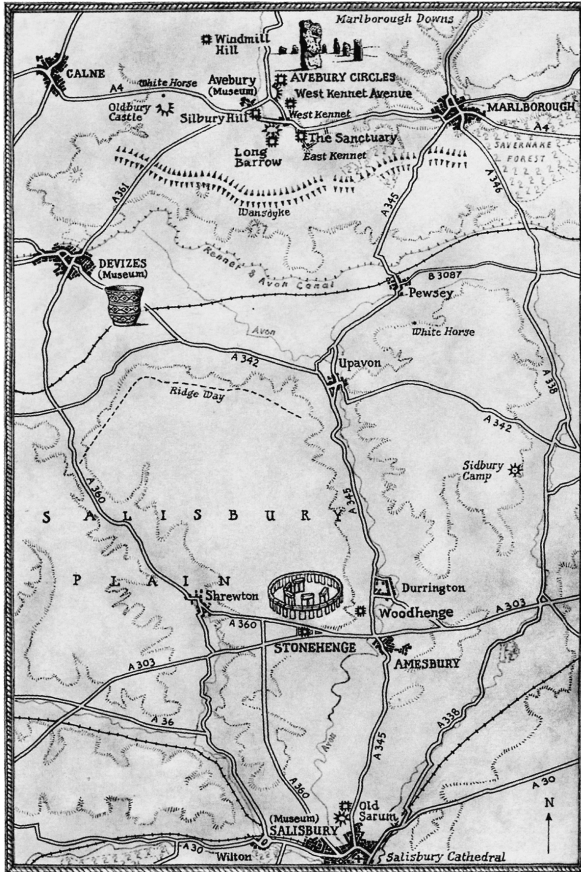 Marlborough Downs
Windmill
Hill
CALNE
A4
White Horse
Oldbury
Castle
Avebury
(Museum)
AVEBURY CIRCLES
West Kennet Avenue
Silbury Hill
West Kennet
The Sanctuary
East Kennet
Long
Barrow
MARLBOROUGH
A4
SAVERNAKE
FOREST
A361
Wansdyke
A345
A346
DEVIZES
(Museum)
Kennet & Avon Canal
B3087
Pewsey
White Horse
Avon
A 342
Upavon
A 338
Ridge Way
A 342
Sidbury
Camp
A 360
A 345
SALISBURY
PLAIN
Shrewton
Durrington
Woodhenge
A 303
A 360
STONEHENGE
AMESBURY
A 303
A 36
A 338
Avon
A 345
A 360
A 30
Old
Sarum
(Museum)
SALISBURY
N
A 30
Wilton
Salisbury Cathedral